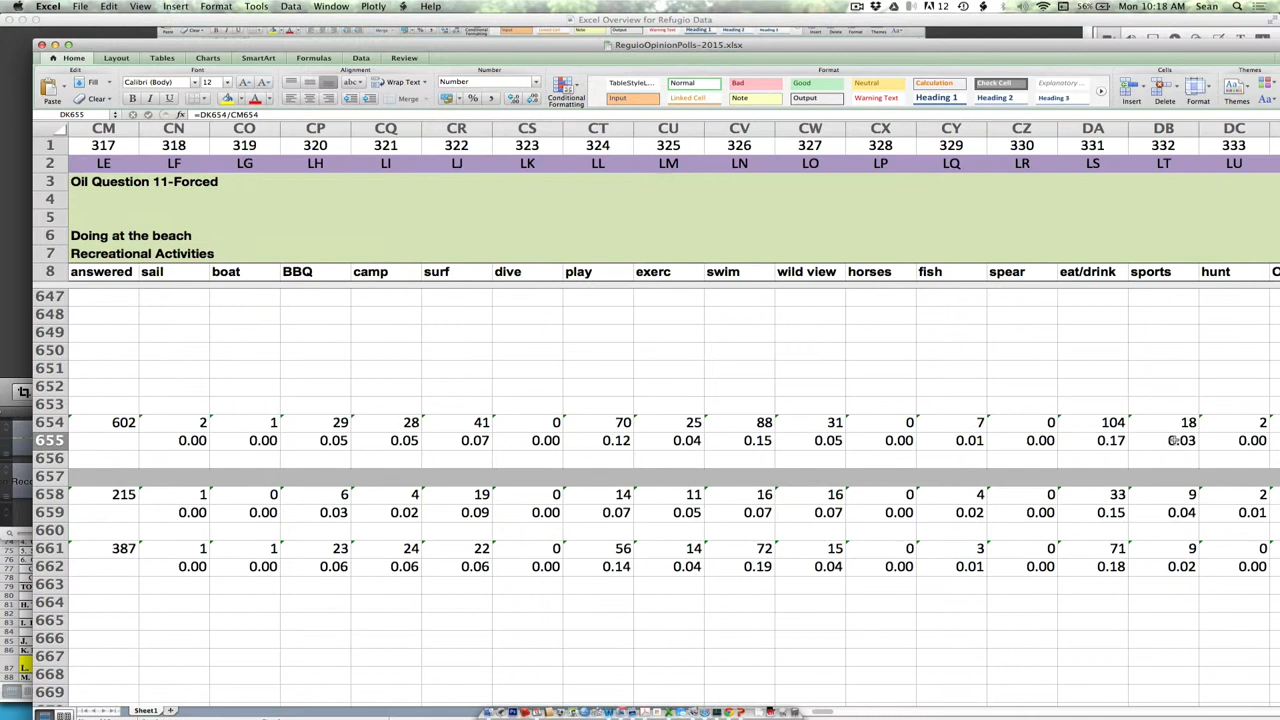 Excel File Edit View Insert Format Tools Data Window Plotly Help 12 56% Mon 10:18 AM Sean
Excel Overview for Refugio Data
ReguioOpinionPolls-2015.xlsx
Home Layout Tables Charts SmartArt Formulas Data Review
Edit Font Alignment Number Format Cells Themes
Paste Fill Calibri (Body) 12 abc Wrap Text Number Conditional Formatting TableStyleL... Normal Bad Good Neutral Calculation Check Cell Explanatory ... Insert Delete Format Themes Aa
Clear B I U A Merge % Input Linked Cell Note Output Warning Text Heading 1 Heading 2 Heading 3
DK655 fx =DK654/CM654
CM CN CO CP CQ CR CS CT CU CV CW CX CY CZ DA DB DC
1 317 318 319 320 321 322 323 324 325 326 327 328 329 330 331 332 333
2 LE LF LG LH LI LJ LK LL LM LN LO LP LQ LR LS LT LU
3 Oil Question 11-Forced
4
5
6 Doing at the beach
7 Recreational Activities
8 answered sail boat BBQ camp surf dive play exerc swim wild view horses fish spear eat/drink sports hunt
647
648
649
650
651
652
653
654 602 2 1 29 28 41 0 70 25 88 31 0 7 0 104 18 2
655 0.00 0.00 0.05 0.05 0.07 0.00 0.12 0.04 0.15 0.05 0.00 0.01 0.00 0.17 0.03 0.00
656
657
658 215 1 0 6 4 19 0 14 11 16 16 0 4 0 33 9 2
659 0.00 0.00 0.03 0.02 0.09 0.00 0.07 0.05 0.07 0.07 0.00 0.02 0.00 0.15 0.04 0.01
660
661 387 1 1 23 24 22 0 56 14 72 15 0 3 0 71 9 0
662 0.00 0.00 0.06 0.06 0.06 0.00 0.14 0.04 0.19 0.04 0.00 0.01 0.00 0.18 0.02 0.00
663
664
665
666
667
668
669
Sheet1